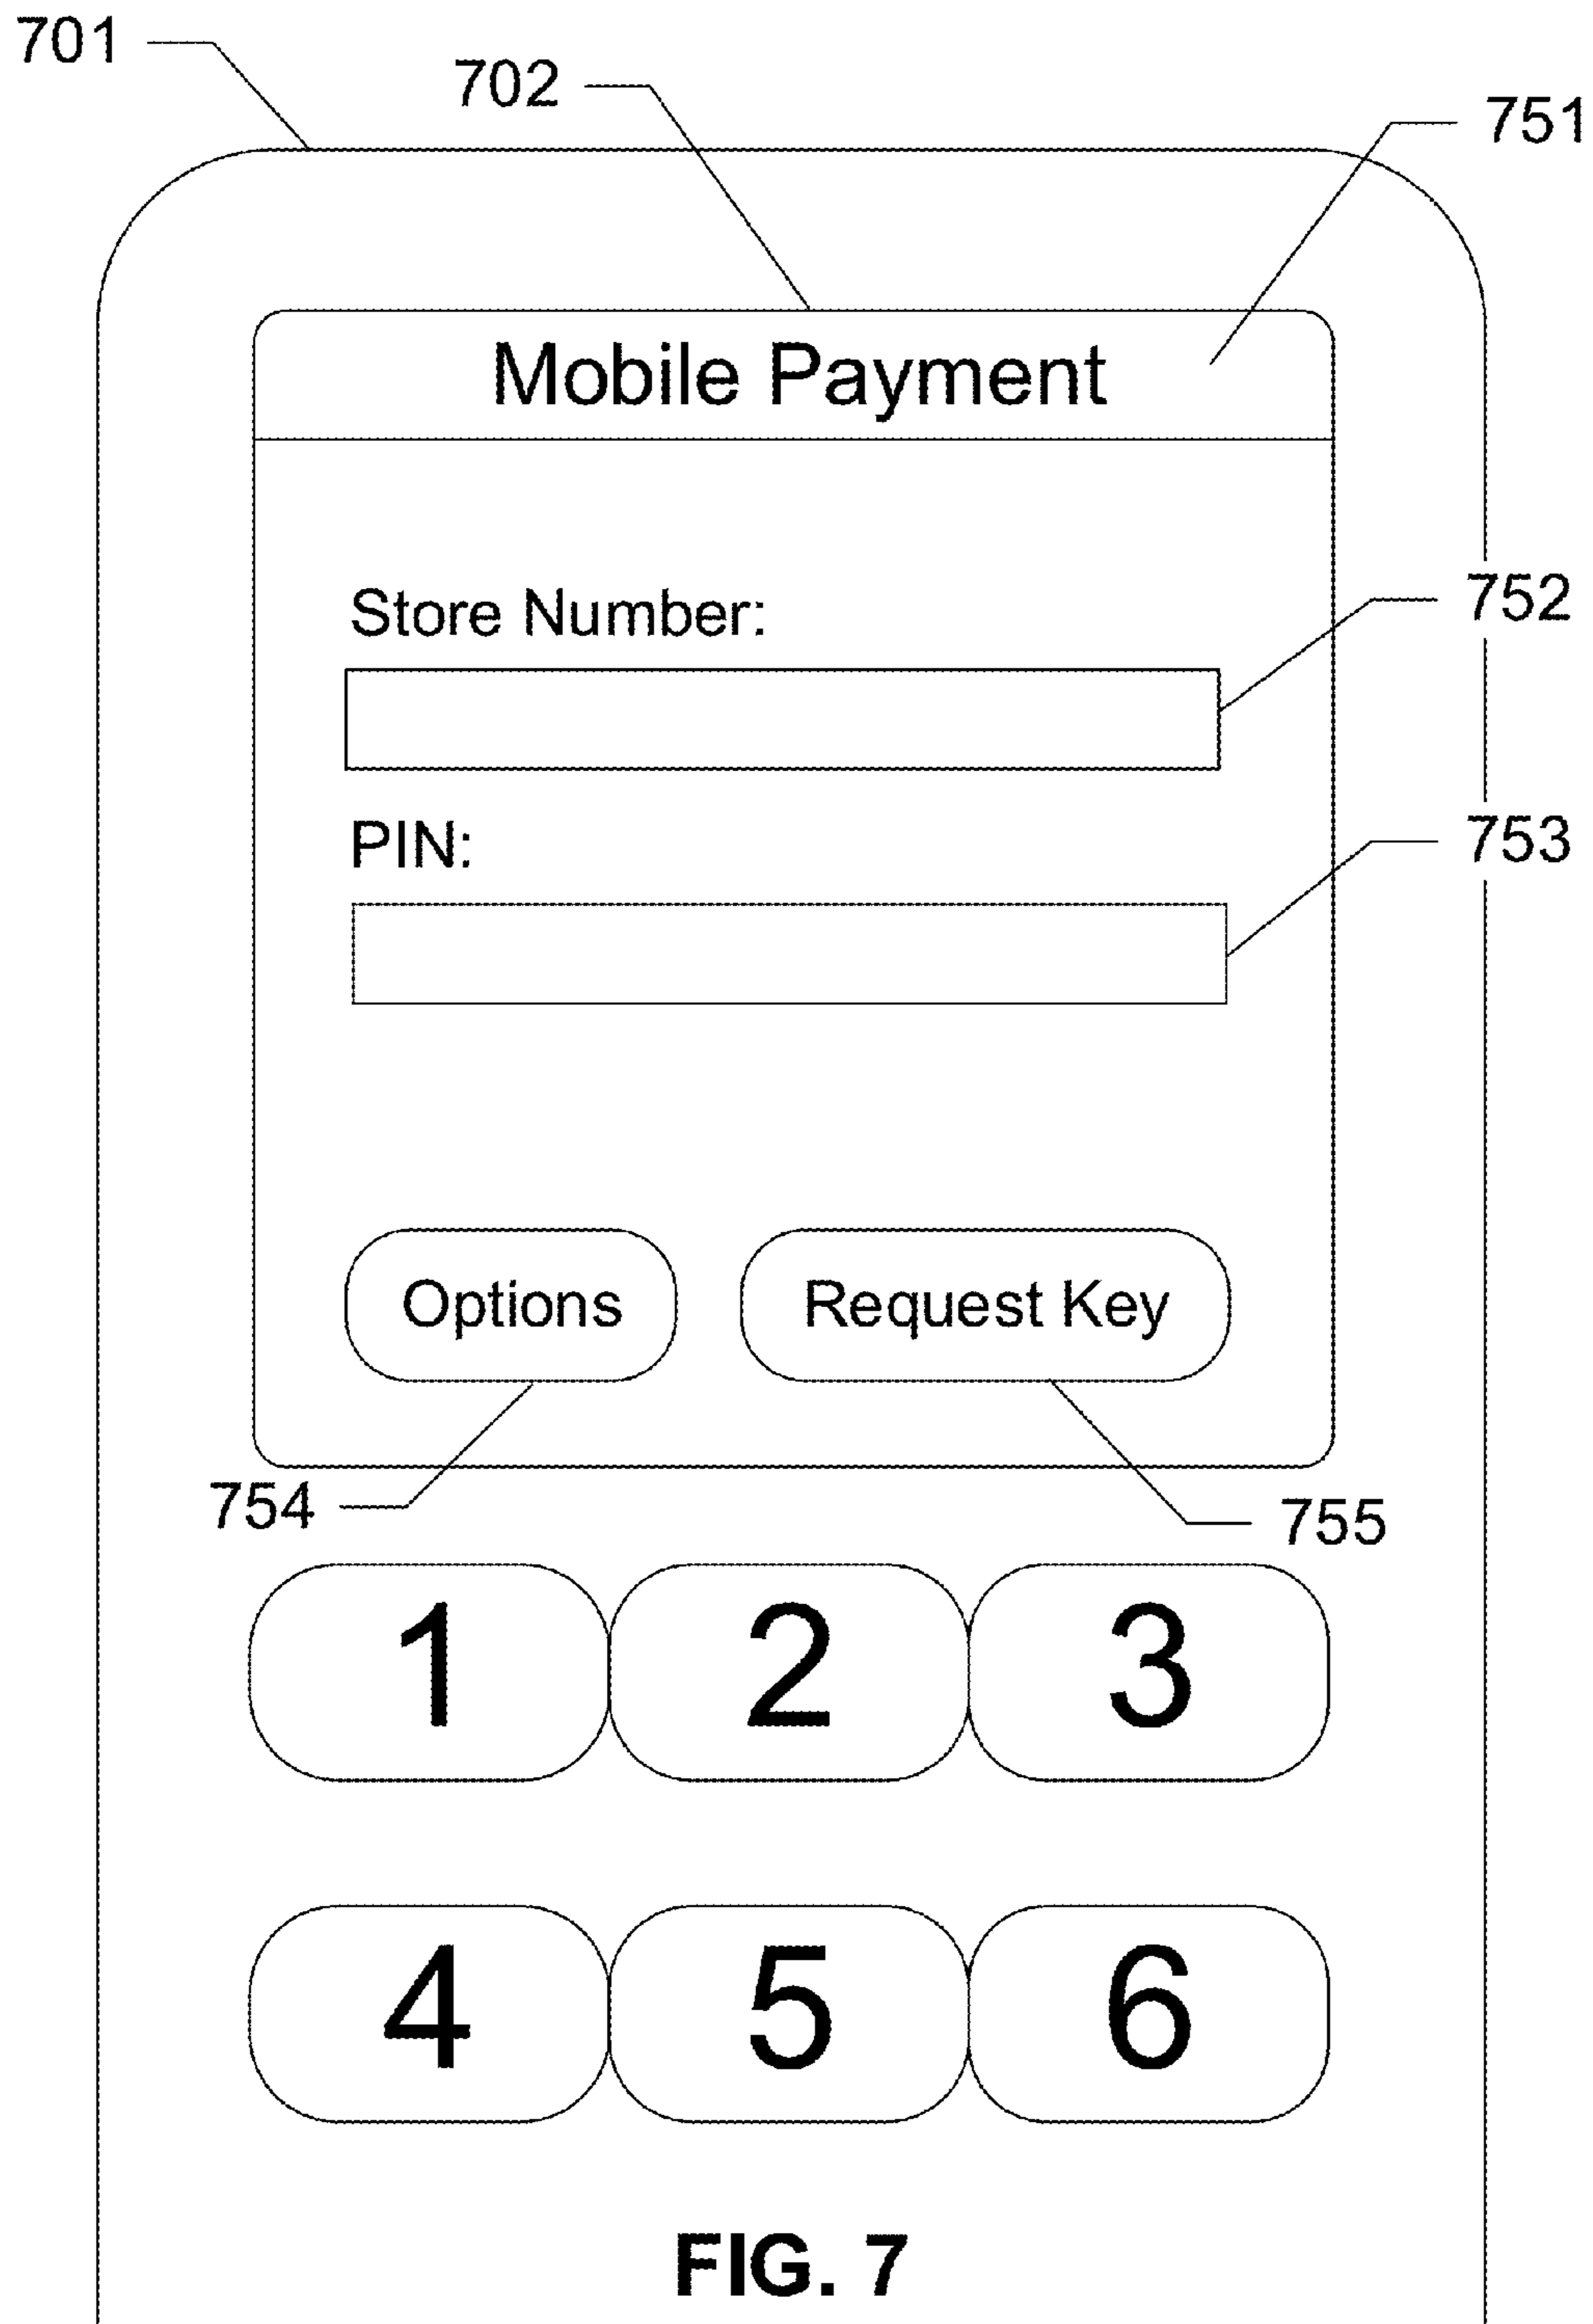 701
702
751
Mobile Payment
Store Number:
752
PIN:
753
Options Request Key
754
755
1 2 3
4 5 6
FIG. 7